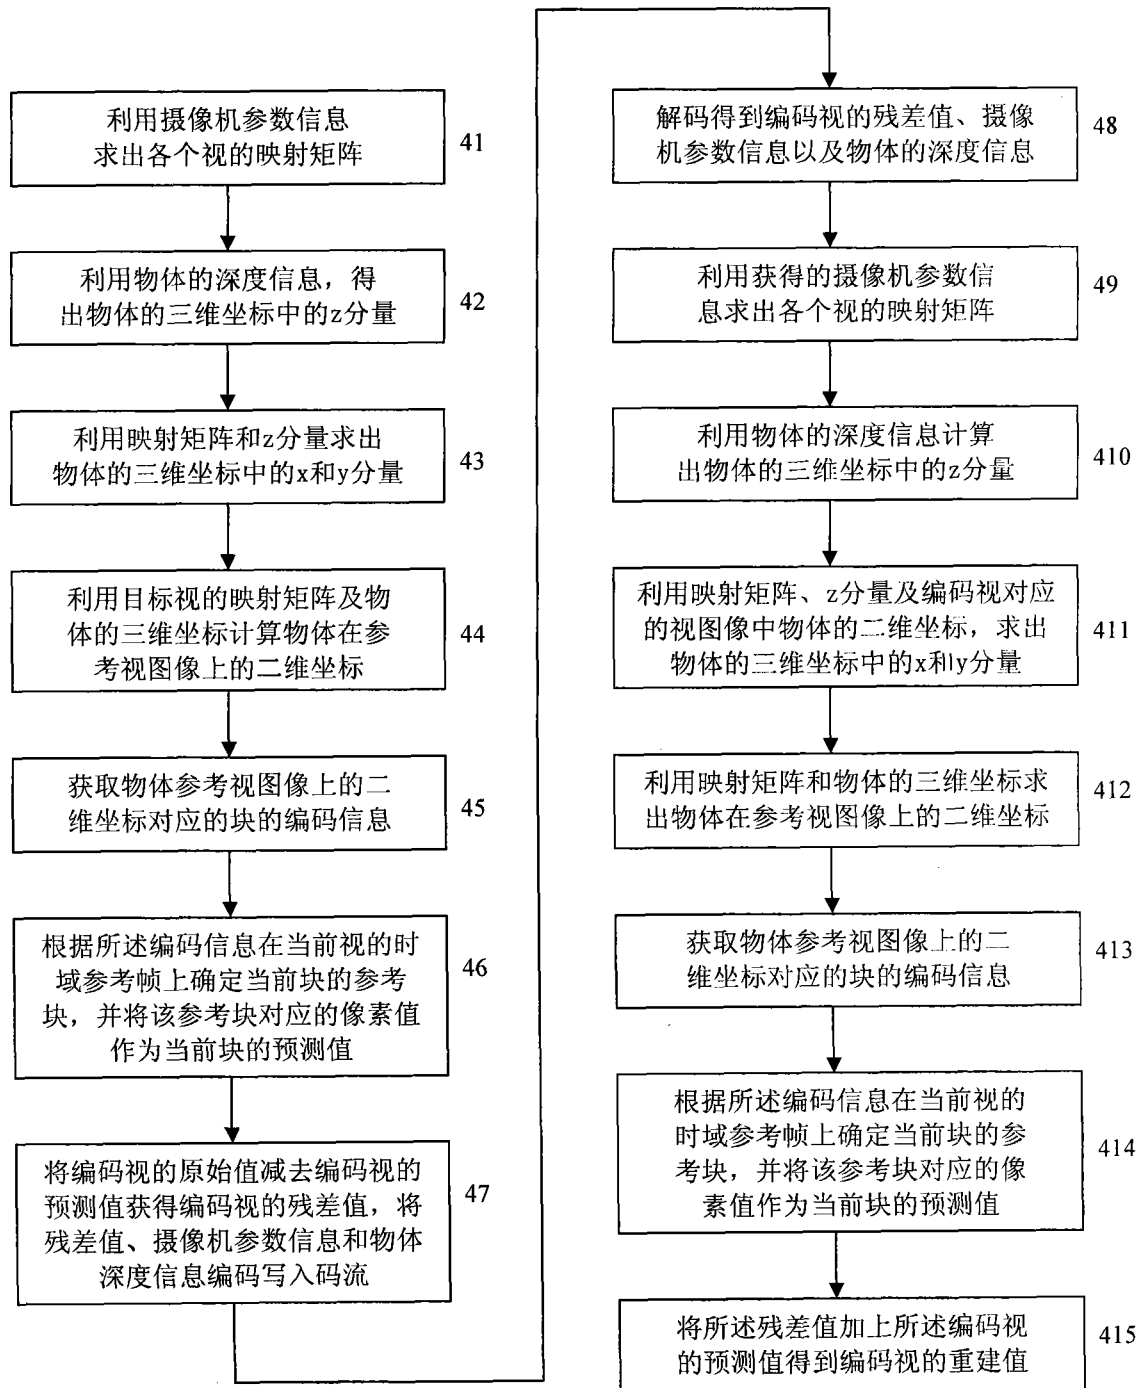 利用摄像机参数信息
求出各个视的映射矩阵
41
利用物体的深度信息，得
出物体的三维坐标中的z分量
42
利用映射矩阵和z分量求出
物体的三维坐标中的x和y分量
43
利用目标视的映射矩阵及物
体的三维坐标计算物体在参
考视图像上的二维坐标
44
获取物体参考视图像上的二
维坐标对应的块的编码信息
45
根据所述编码信息在当前视的时
域参考帧上确定当前块的参考
块，并将该参考块对应的像素值
作为当前块的预测值
46
将编码视的原始值减去编码视的
预测值获得编码视的残差值，将
残差值、摄像机参数信息和物体
深度信息编码写入码流
47
解码得到编码视的残差值、摄像
机参数信息以及物体的深度信息
48
利用获得的摄像机参数信
息求出各个视的映射矩阵
49
利用物体的深度信息计算
出物体的三维坐标中的z分量
410
利用映射矩阵、z分量及编码视对应
的视图像中物体的二维坐标，求出
物体的三维坐标中的x和y分量
411
利用映射矩阵和物体的三维坐标求
出物体在参考视图像上的二维坐标
412
获取物体参考视图像上的二
维坐标对应的块的编码信息
413
根据所述编码信息在当前视的
时域参考帧上确定当前块的参
考块，并将该参考块对应的像
素值作为当前块的预测值
414
将所述残差值加上所述编码视
的预测值得到编码视的重建值
415